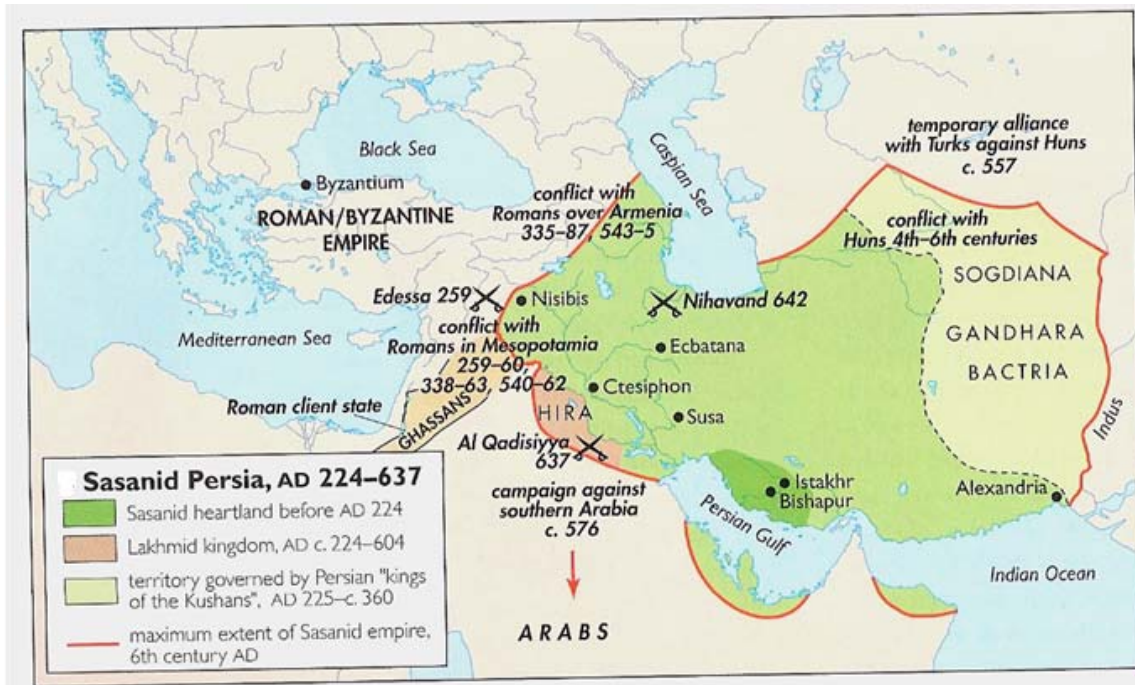 Black Sea
Byzantium
ROMAN/BYZANTINE
EMPIRE
Caspian Sea
temporary alliance
with Turks against Huns
c. 557
conflict with
Romans over Armenia
335–87, 543–5
conflict with
Huns 4th–6th centuries
SOGDIANA
GANDHARA
BACTRIA
Edessa 259
Nisibis
Nihavand 642
Mediterranean Sea
conflict with
Romans in Mesopotamia
259–60,
338–63, 540–62
Ecbatana
Ctesiphon
Roman client state
GHASSANS
HIRA
Susa
Indus
Al Qadisiyya
637
Istakhr
Bishapur
Alexandria
campaign against
southern Arabia
c. 576
Persian Gulf
Indian Ocean
ARABS
Sasanid Persia, AD 224–637
Sasanid heartland before AD 224
Lakhmid kingdom, AD c. 224–604
territory governed by Persian "kings
of the Kushans", AD 225–c. 360
maximum extent of Sasanid empire,
6th century AD